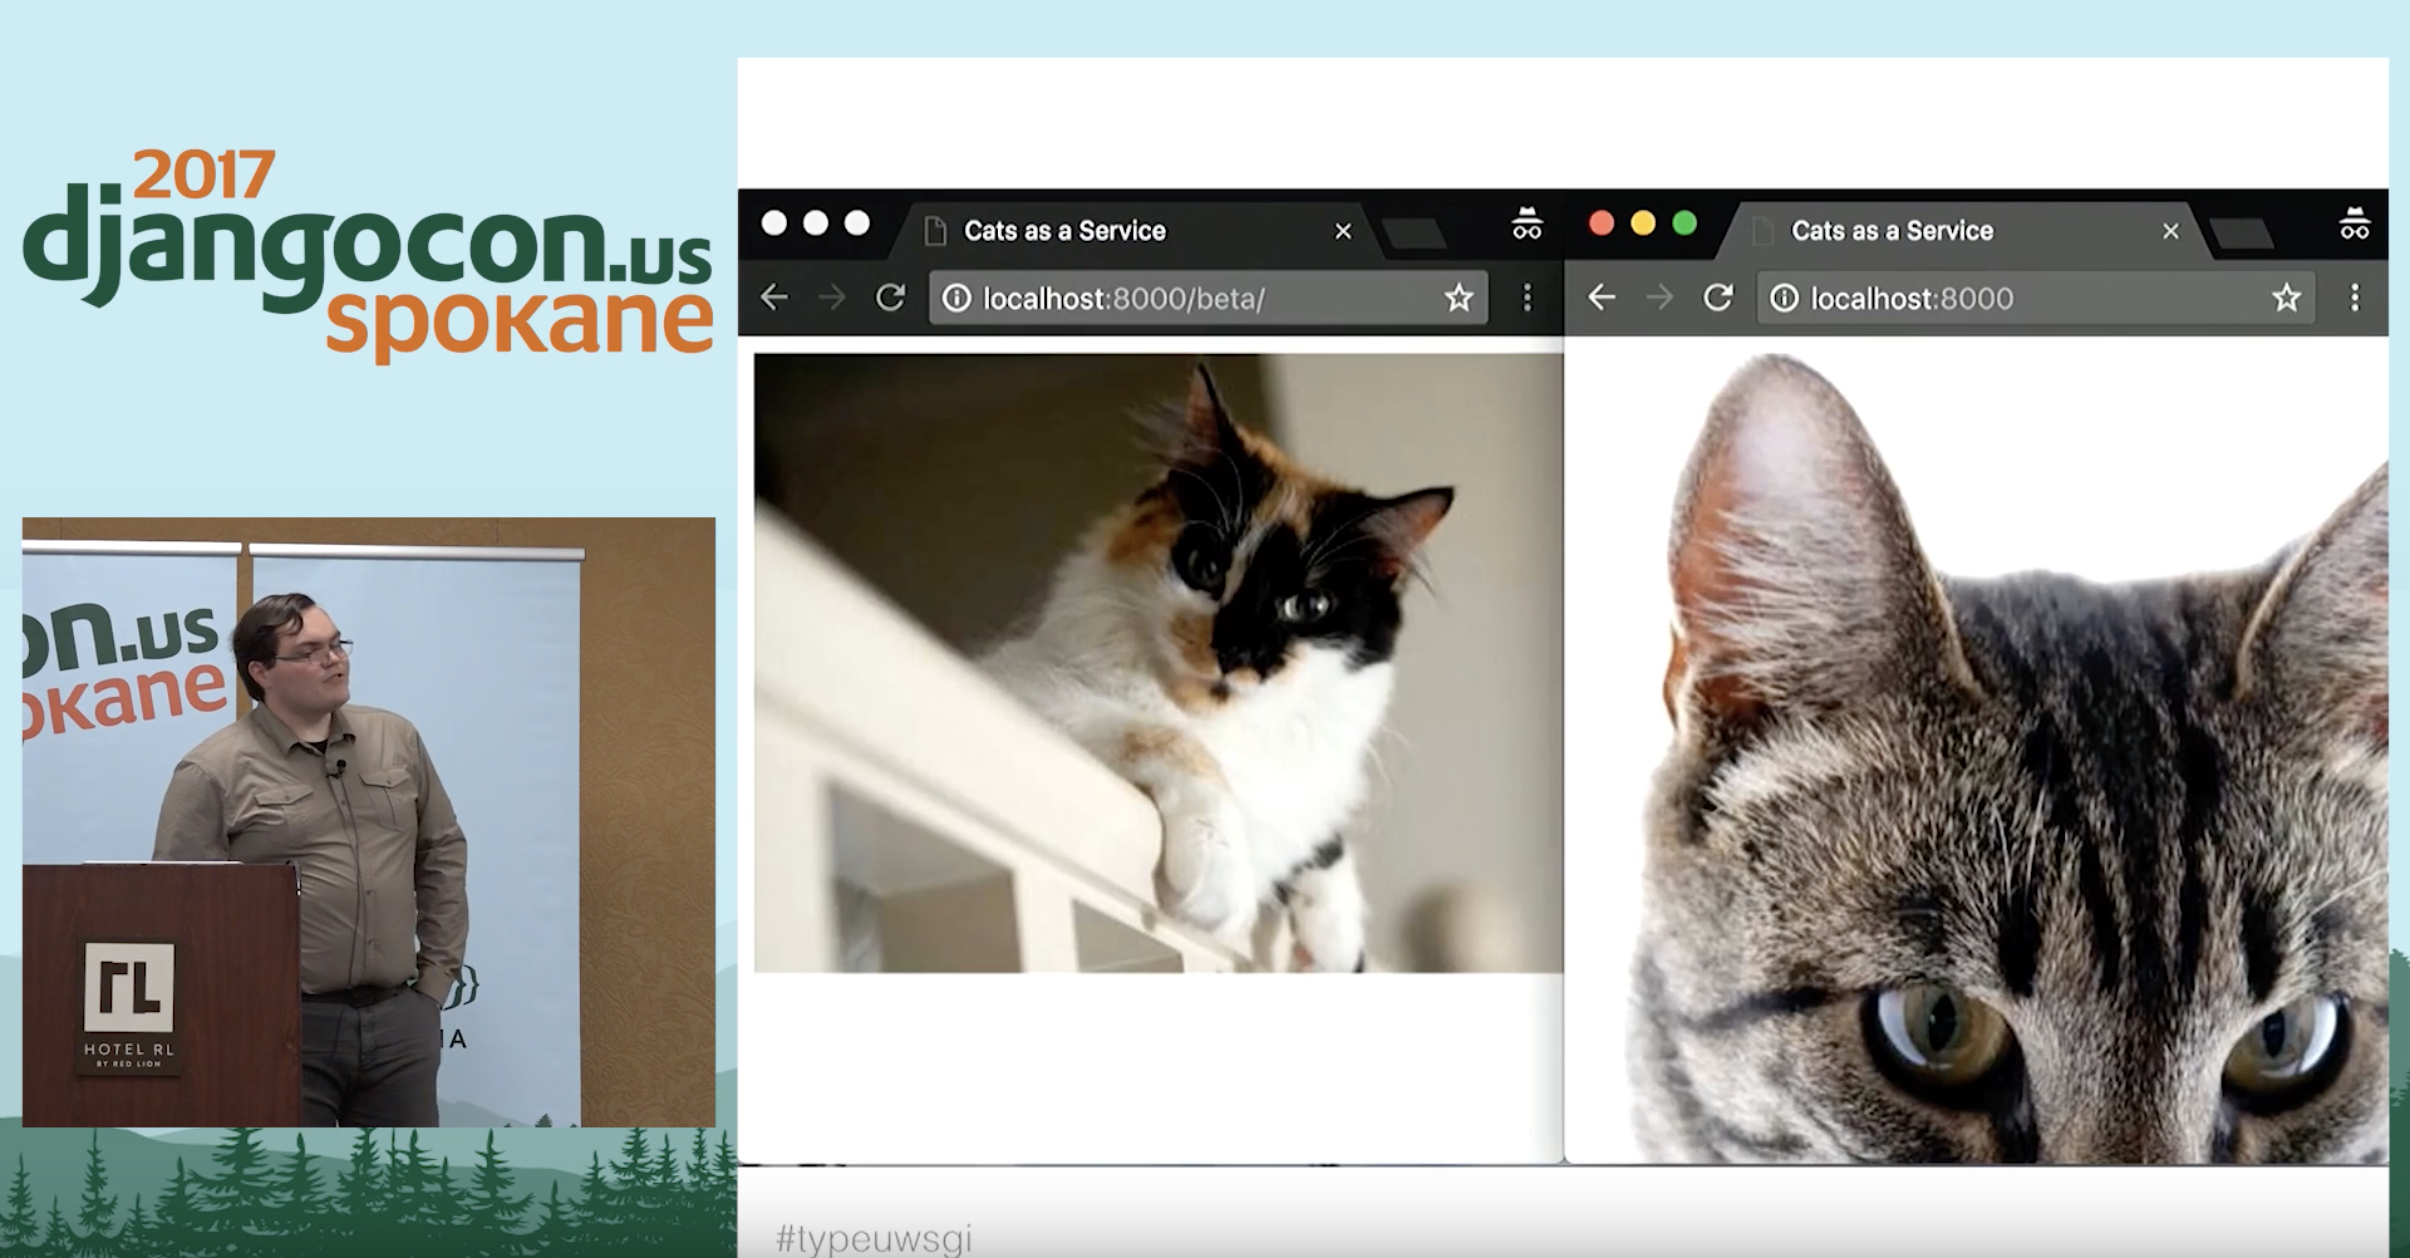 2017
djangocon.us
spokane
on.us
okane
IA
rL
HOTEL RL
BY RED LION
Cats as a Service
localhost:8000/beta/
Cats as a Service
localhost:8000
#typeuwsgi